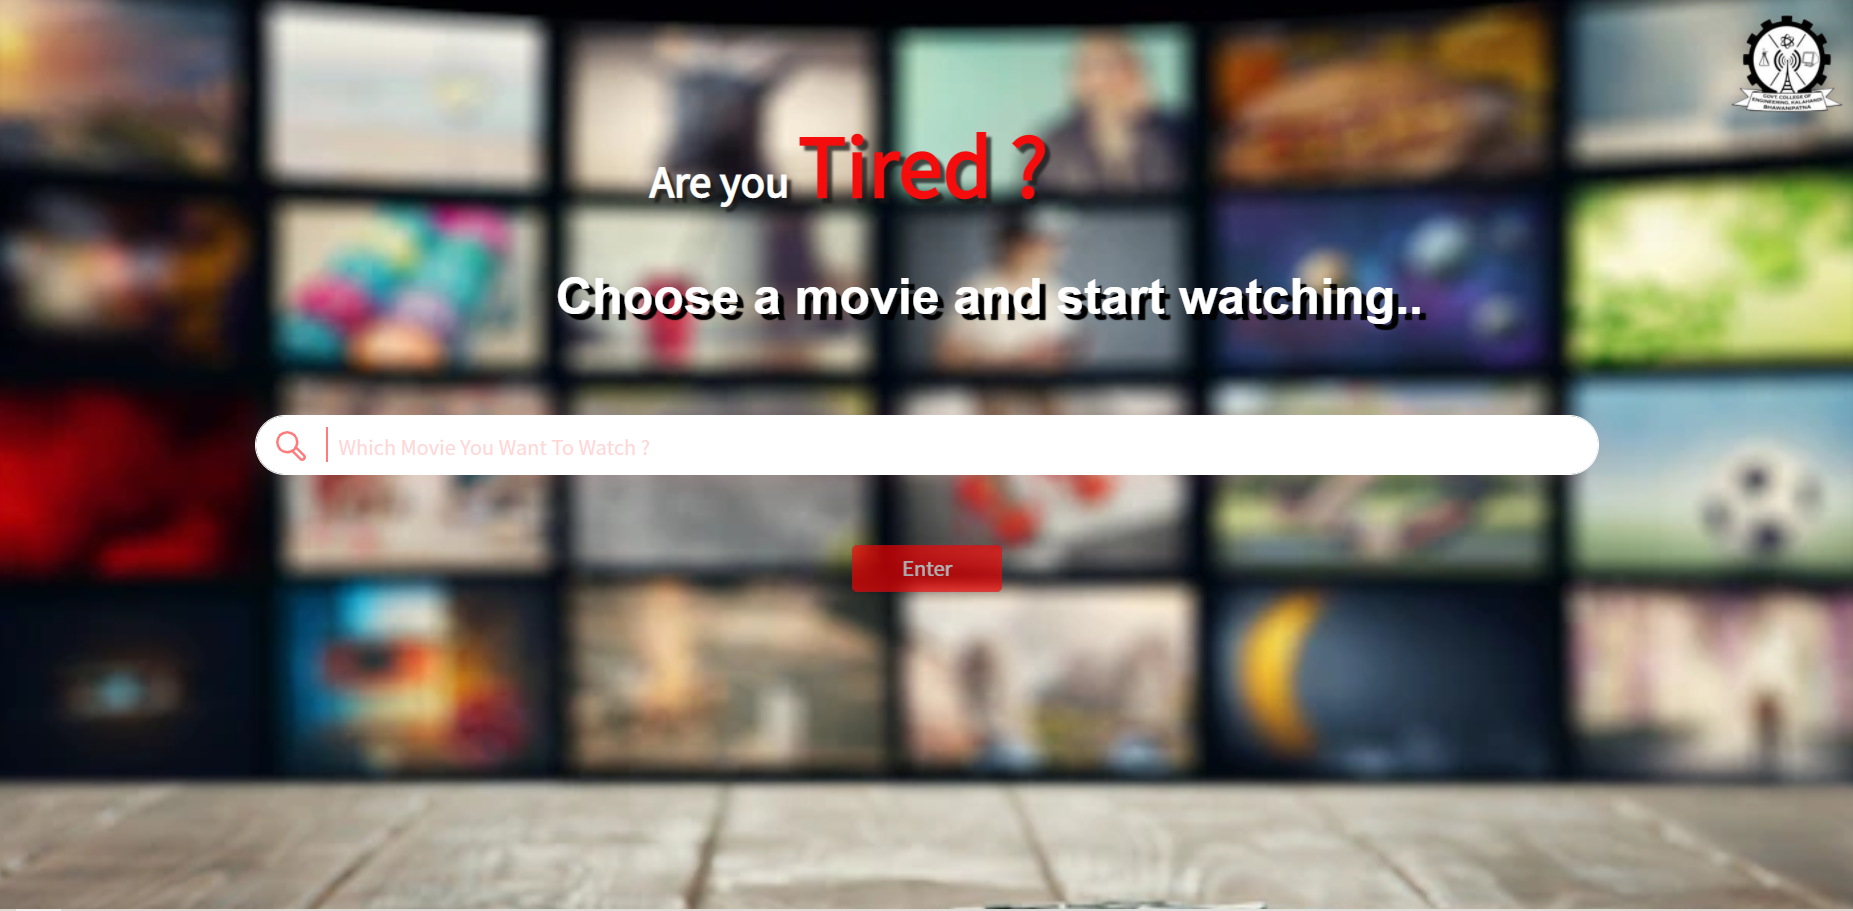 GOVT. COLLEGE OF
ENGINEERING, KALAHANDI
BHAWANIPATNA
Are you Tired ?
Choose a movie and start watching..
Which Movie You Want To Watch ?
Enter